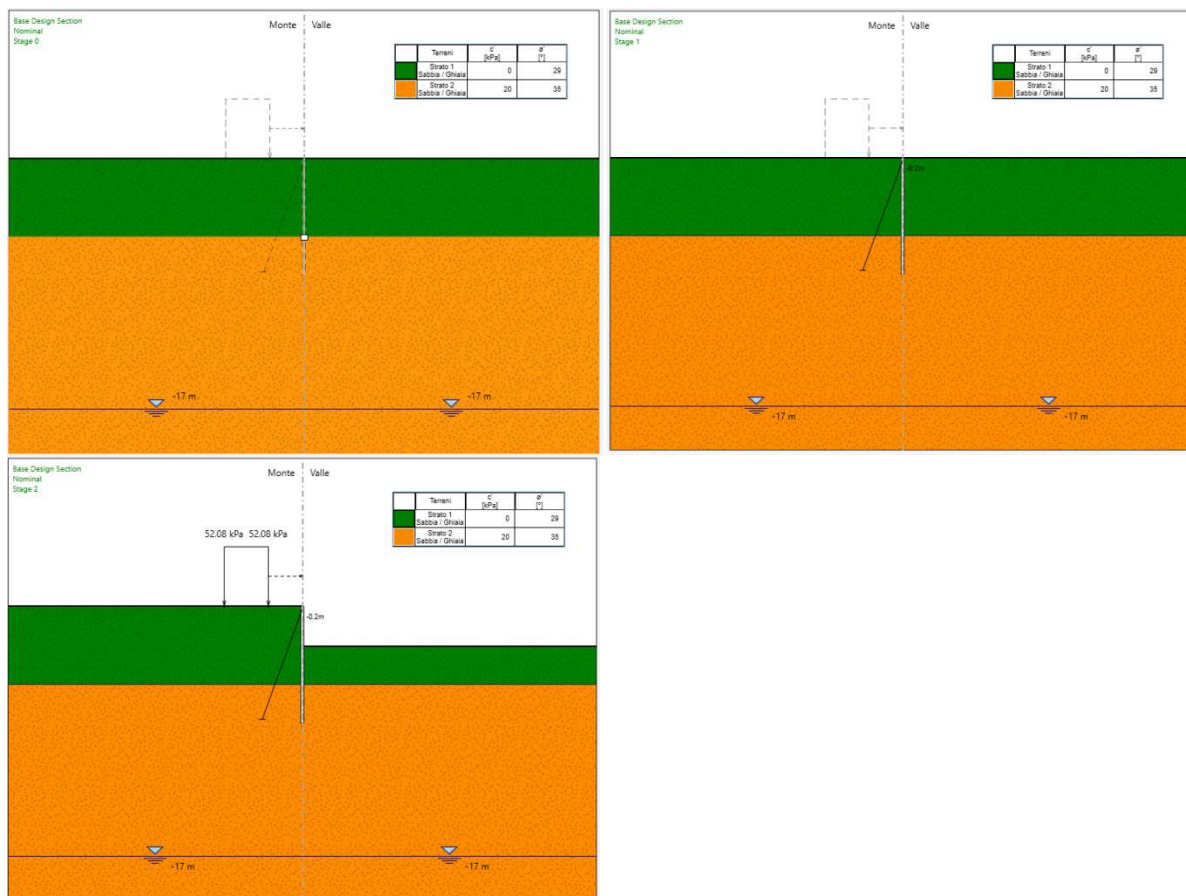 Base Design Section
Nominal
Stage 0
Monte Valle
Terreni c' ø'
[kPa] [°]
Strato 1
Sabbia / Ghiaia 0 29
Strato 2
Sabbia / Ghiaia 20 35
-17 m
-17 m
Base Design Section
Nominal
Stage 1
Monte Valle
Terreni c' ø'
[kPa] [°]
Strato 1
Sabbia / Ghiaia 0 29
Strato 2
Sabbia / Ghiaia 20 35
-0.2m
-17 m
-17 m
Base Design Section
Nominal
Stage 2
Monte Valle
Terreni c' ø'
[kPa] [°]
Strato 1
Sabbia / Ghiaia 0 29
Strato 2
Sabbia / Ghiaia 20 35
52.08 kPa 52.08 kPa
-0.2m
-17 m
-17 m